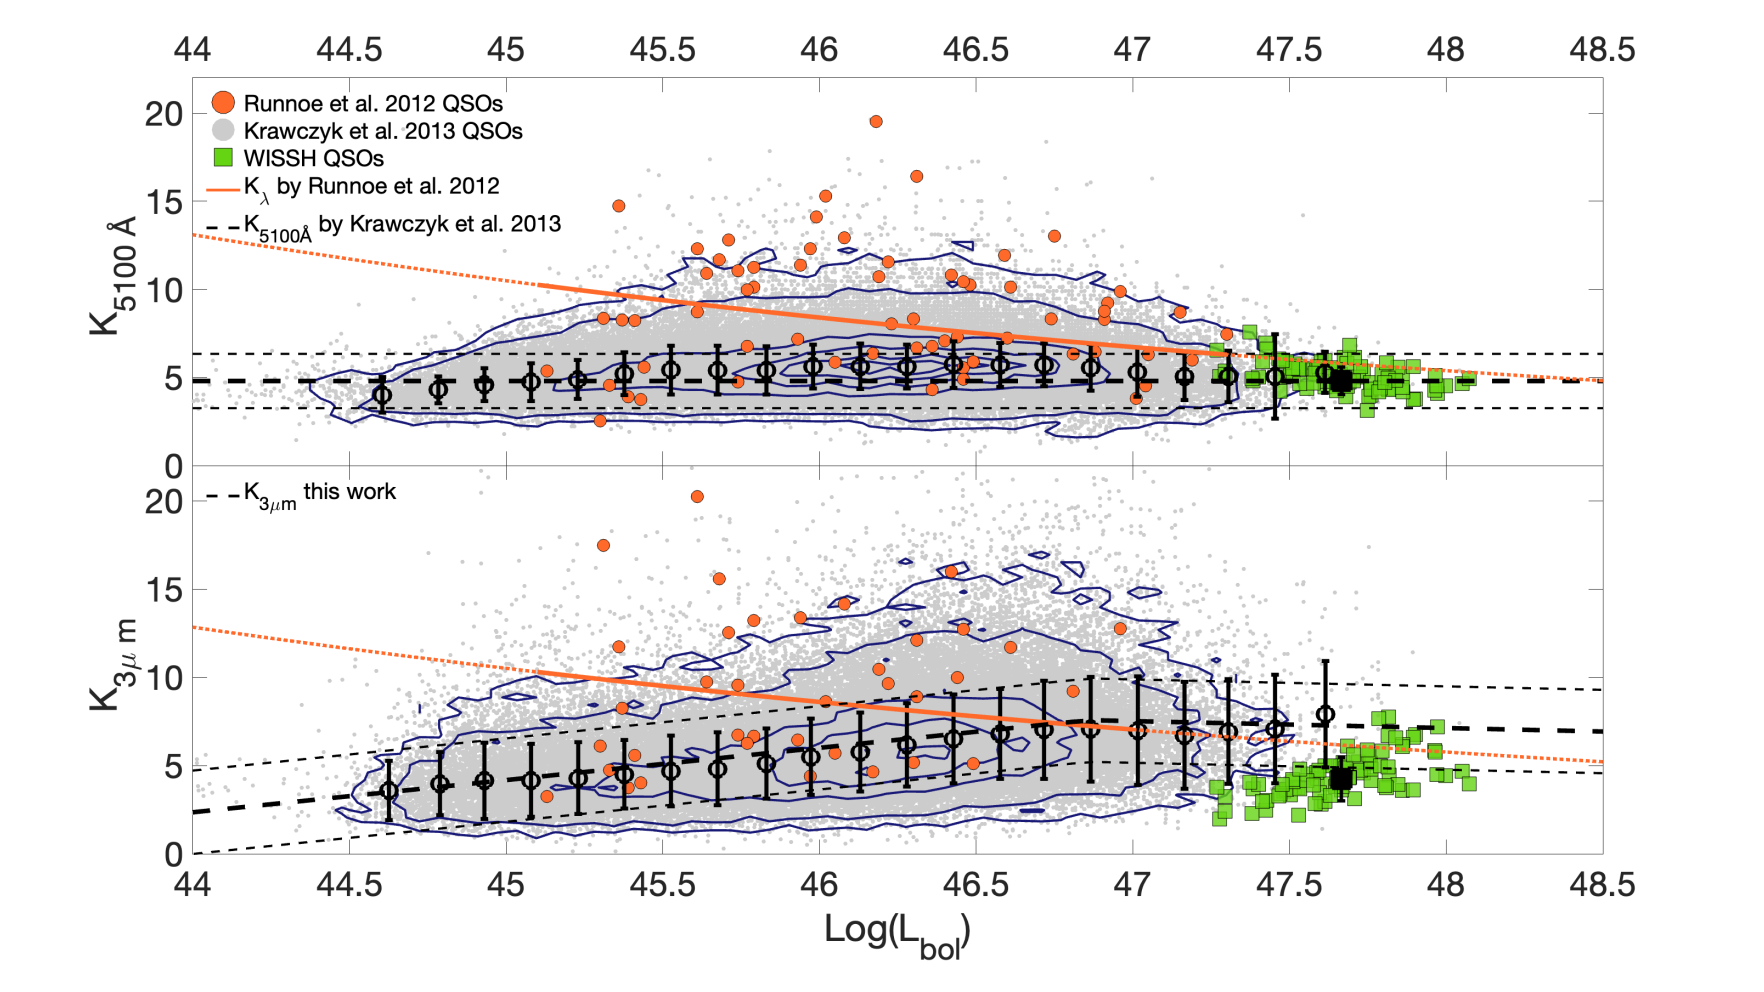 44 44.5 45 45.5 46 46.5 47 47.5 48 48.5
20
15
10
5
0
K5100 Å
Runnoe et al. 2012 QSOs
Krawczyk et al. 2013 QSOs
WISSH QSOs
Kλ by Runnoe et al. 2012
K5100Å by Krawczyk et al. 2013
20
15
10
5
0
K3μ m
K3μm this work
44 44.5 45 45.5 46 46.5 47 47.5 48 48.5
Log(Lbol)